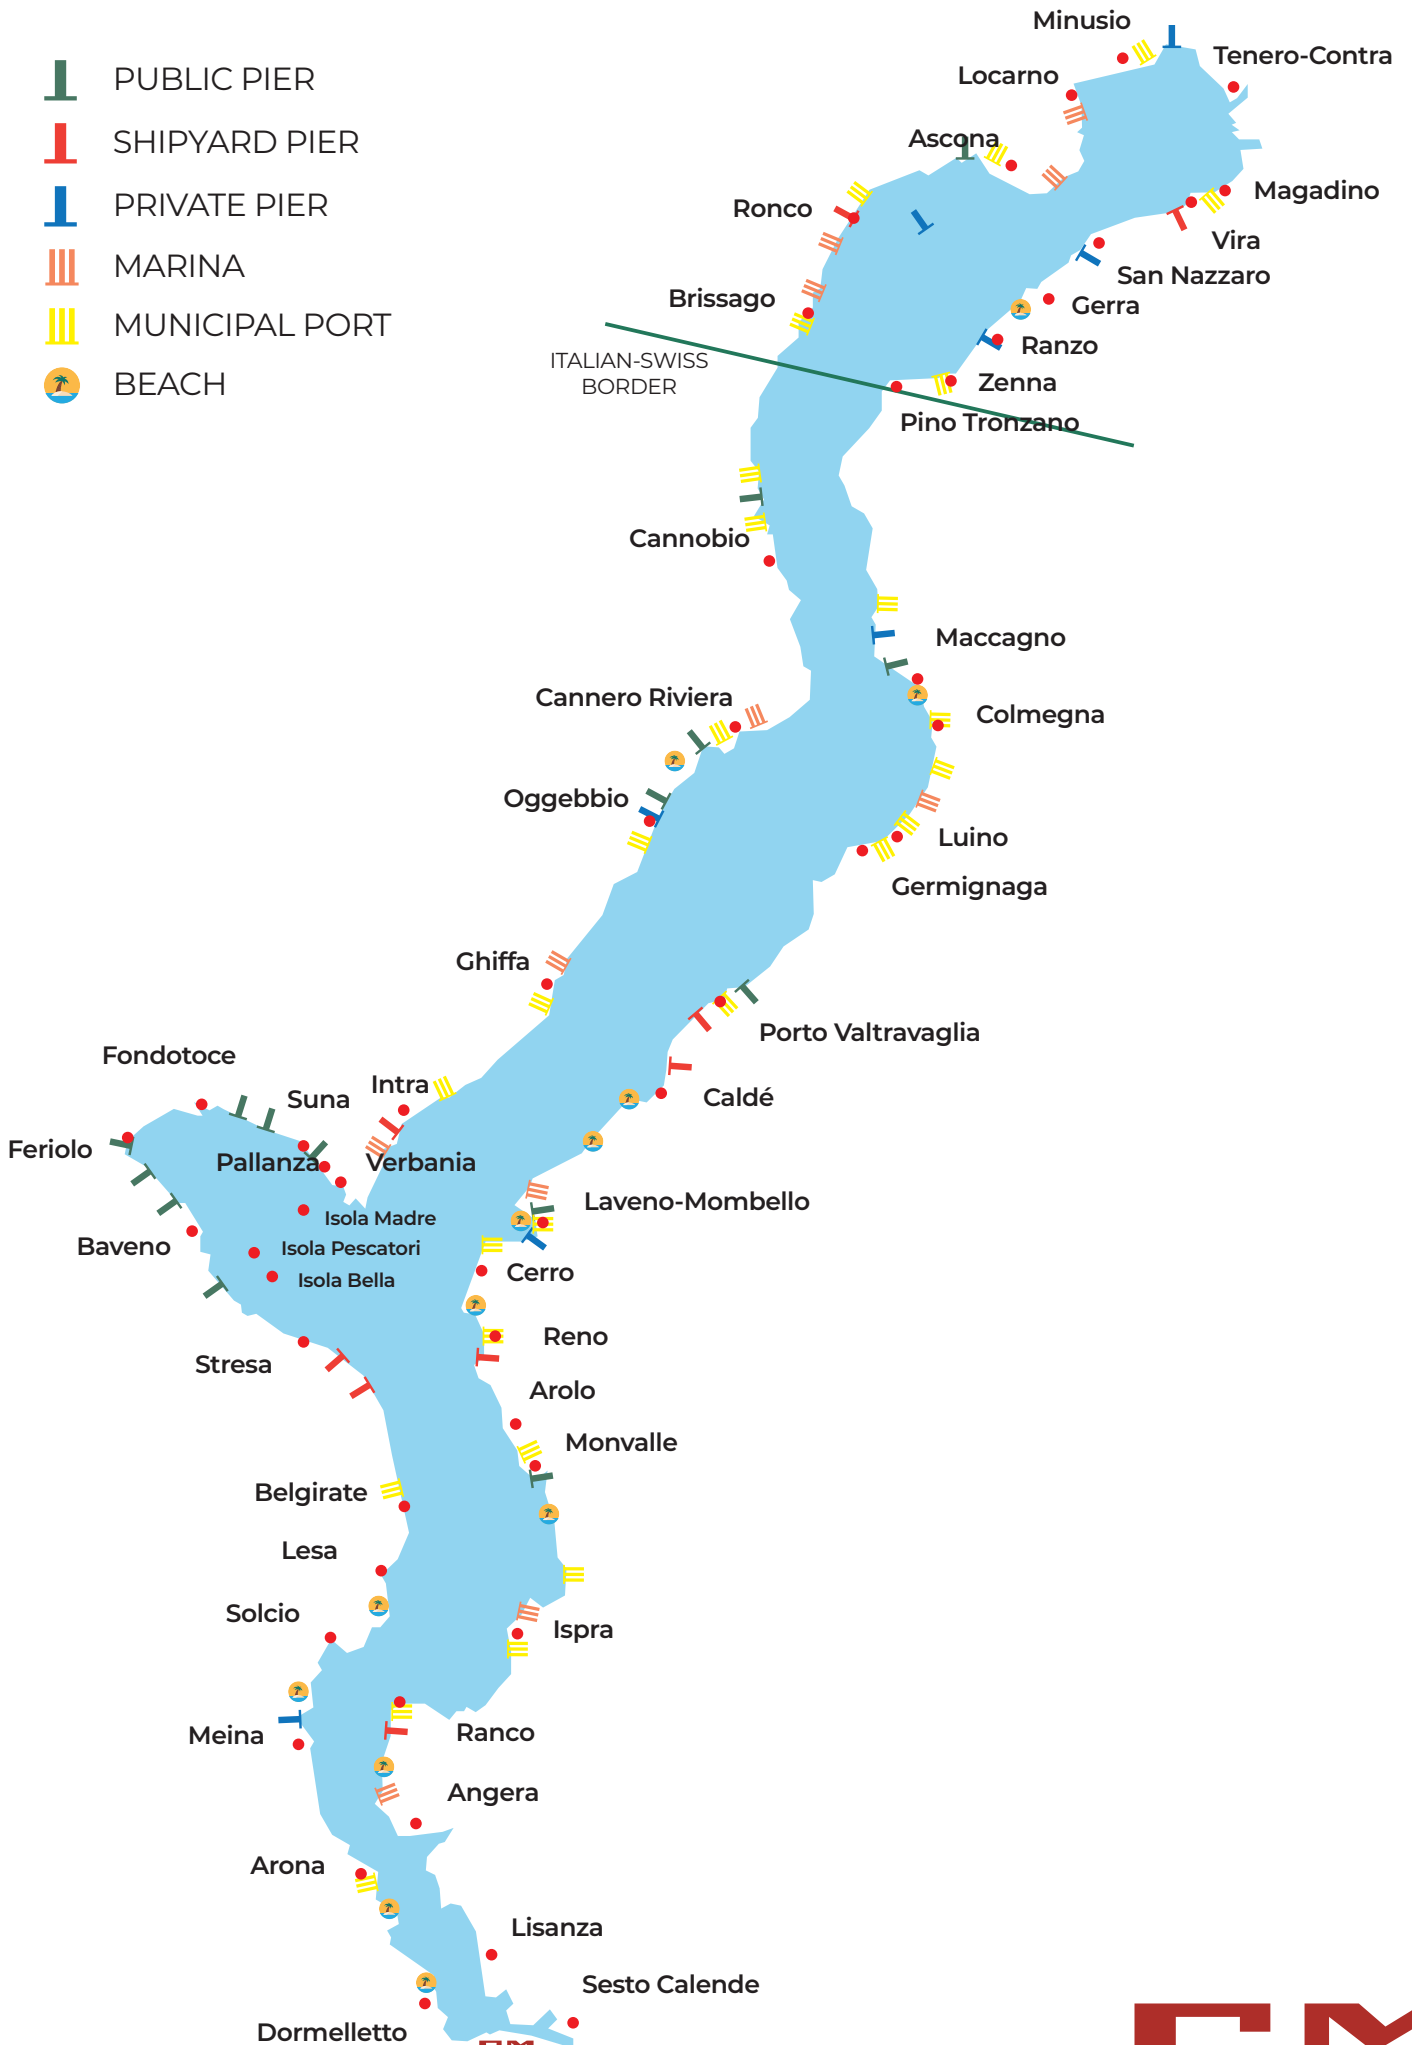 Minusio
Tenero-Contra
Locarno
Ascona
PUBLIC PIER
SHIPYARD PIER
PRIVATE PIER
MARINA
MUNICIPAL PORT
BEACH
Magadino
Ronco
Vira
San Nazzaro
Brissago
Gerra
Ranzo
ITALIAN-SWISS
BORDER
Zenna
Pino Tronzano
Cannobio
Maccagno
Cannero Riviera
Colmegna
Oggebbio
Luino
Germignaga
Ghiffa
Porto Valtravaglia
Fondotoce
Intra
Suna
Caldé
Feriolo
Pallanza
Verbania
Laveno-Mombello
Isola Madre
Baveno
Isola Pescatori
Isola Bella
Cerro
Reno
Stresa
Arolo
Monvalle
Belgirate
Lesa
Solcio
Ispra
Meina
Ranco
Angera
Arona
Lisanza
Sesto Calende
Dormelletto